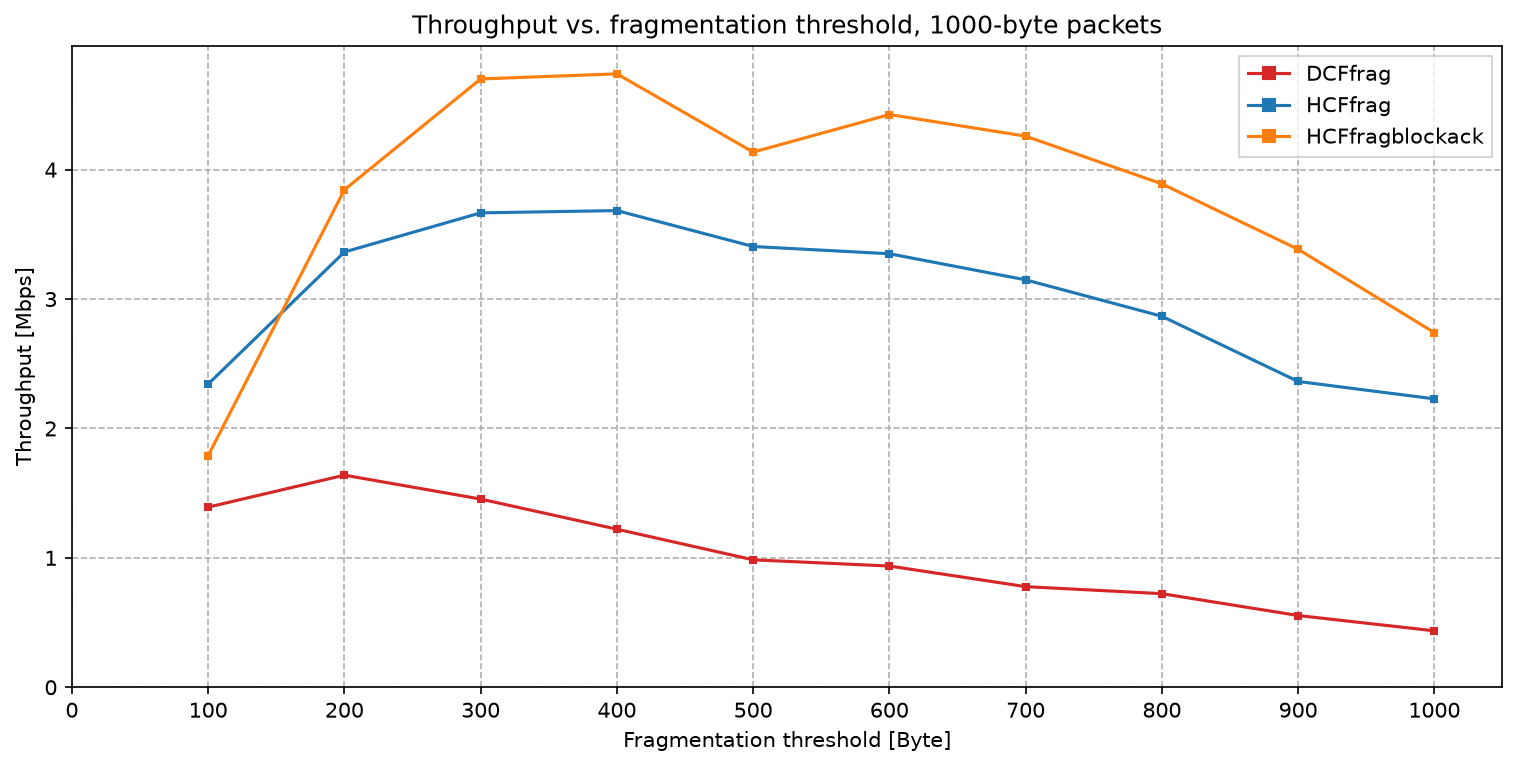 Throughput vs. fragmentation threshold, 1000-byte packets
DCFfrag
HCFfrag
HCFfragblockack
Throughput [Mbps]
4
3
2
1
0
0 100 200 300 400 500 600 700 800 900 1000
Fragmentation threshold [Byte]